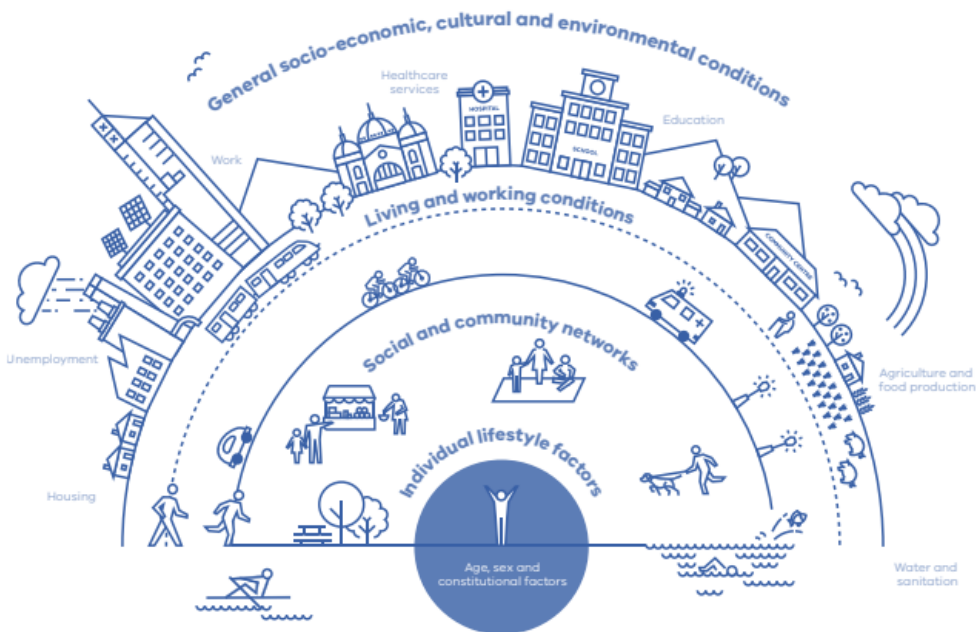 General socio-economic, cultural and environmental conditions
Healthcare
services
HOSPITAL
SCHOOL
Education
Work
Living and working conditions
COMMUNITY CENTRE
Social and community networks
Unemployment
Agriculture and
food production
Individual lifestyle factors
Housing
Age, sex and
constitutional factors
Water and
sanitation